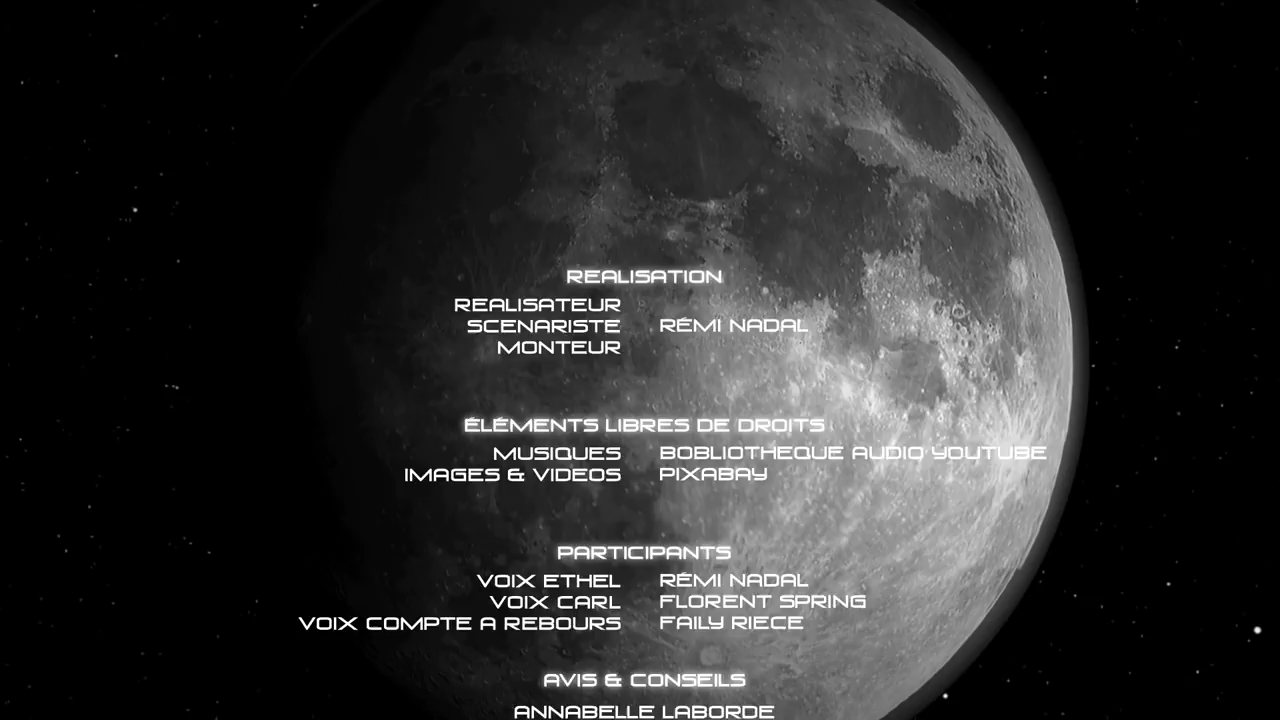 REALISATION
REALISATEUR
SCENARISTE RÉMI NADAL
MONTEUR
ÉLÉMENTS LIBRES DE DROITS
MUSIQUES BOBLIOTHEQUE AUDIO YOUTUBE
IMAGES & VIDEOS PIXABAY
PARTICIPANTS
VOIX ETHEL RÉMI NADAL
VOIX CARL FLORENT SPRING
VOIX COMPTE A REBOURS FAILY RIECE
AVIS & CONSEILS
ANNABELLE LABORDE